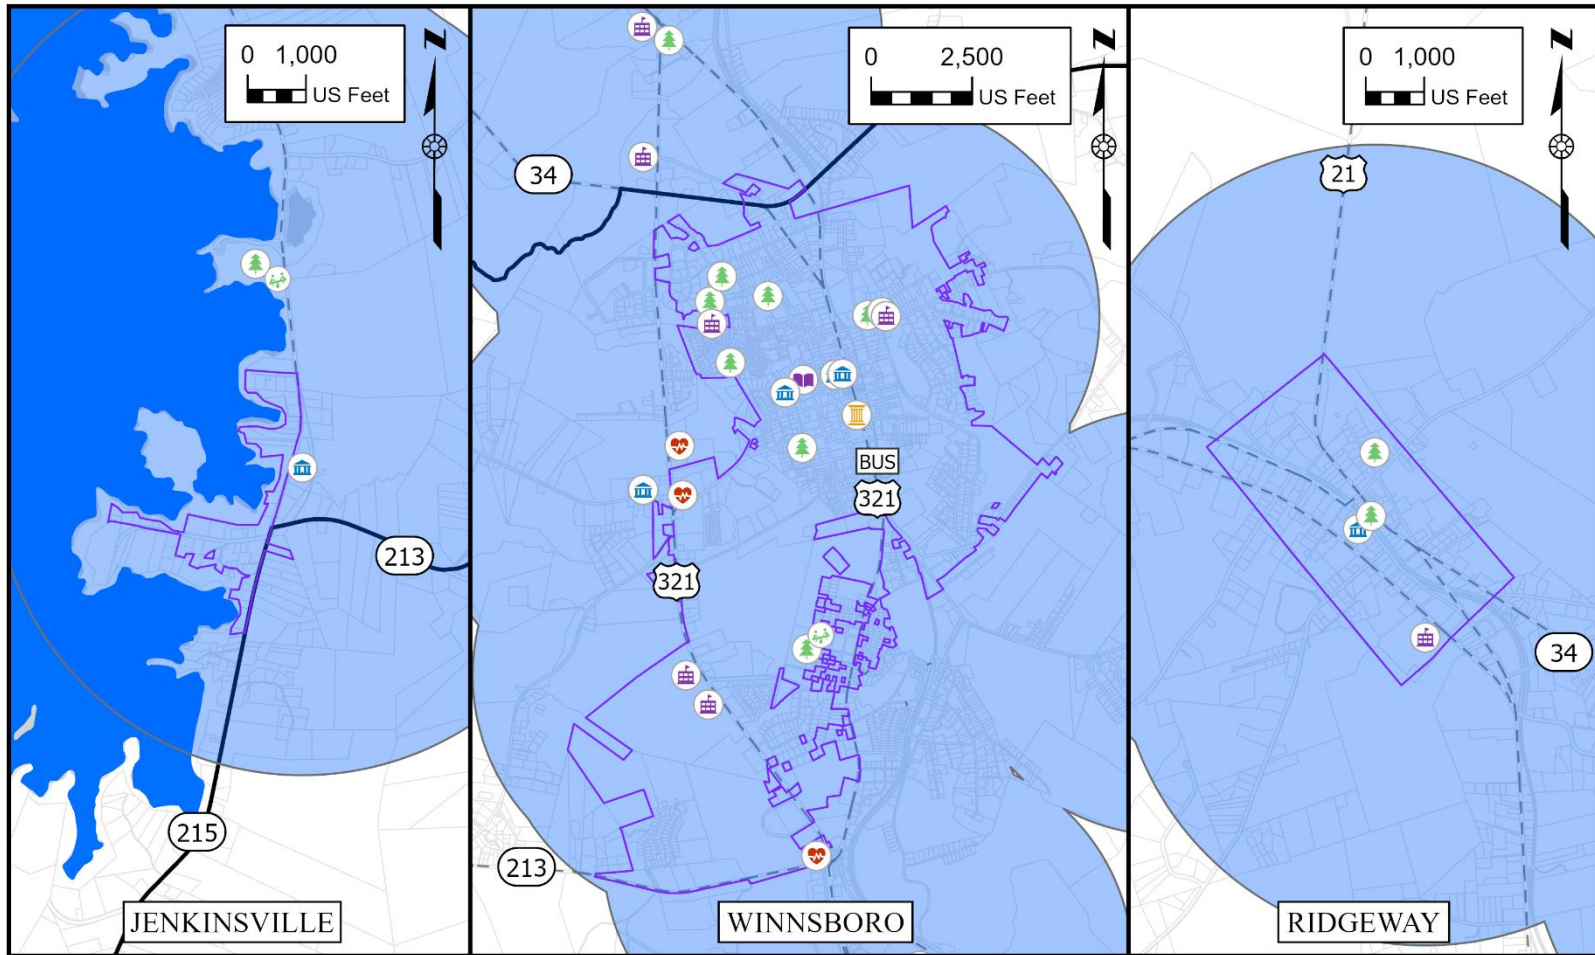 0 1,000
US Feet
N
213
215
JENKINSVILLE
0 2,500
US Feet
N
34
BUS
321
321
213
WINNSBORO
0 1,000
US Feet
N
21
34
RIDGEWAY